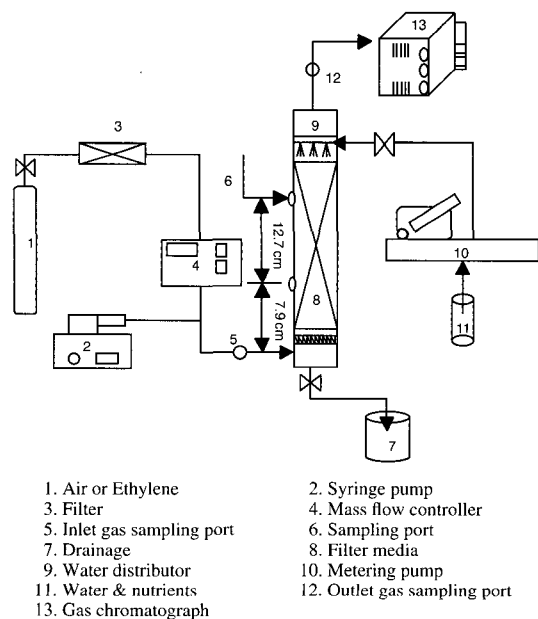 13
12
9
3
6
1
4
12.7 cm
10
8
7.9 cm
11
2
5
7
1. Air or Ethylene 2. Syringe pump
3. Filter 4. Mass flow controller
5. Inlet gas sampling port 6. Sampling port
7. Drainage 8. Filter media
9. Water distributor 10. Metering pump
11. Water & nutrients 12. Outlet gas sampling port
13. Gas chromatograph